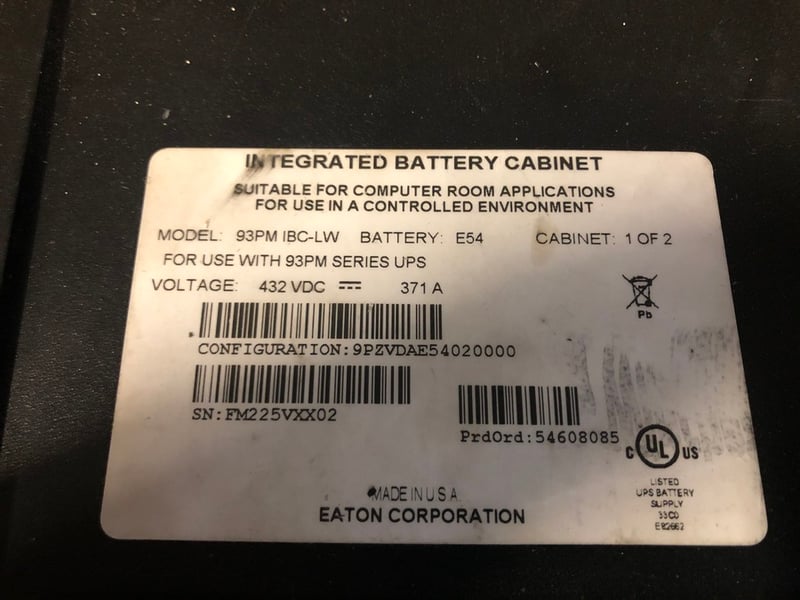 INTEGRATED BATTERY CABINET
SUITABLE FOR COMPUTER ROOM APPLICATIONS
FOR USE IN A CONTROLLED ENVIRONMENT
MODEL: 93PM IBC-LW BATTERY: E54 CABINET: 1 OF 2
FOR USE WITH 93PM SERIES UPS
VOLTAGE: 432 VDC 371 A
Pb
CONFIGURATION:9PZVDAE54020000
SN:FM225VXX02
PrdOrd:54608085
C UL US
LISTED
UPS BATTERY
SUPPLY
33C0
E82662
MADE IN U.S.A
EATON CORPORATION